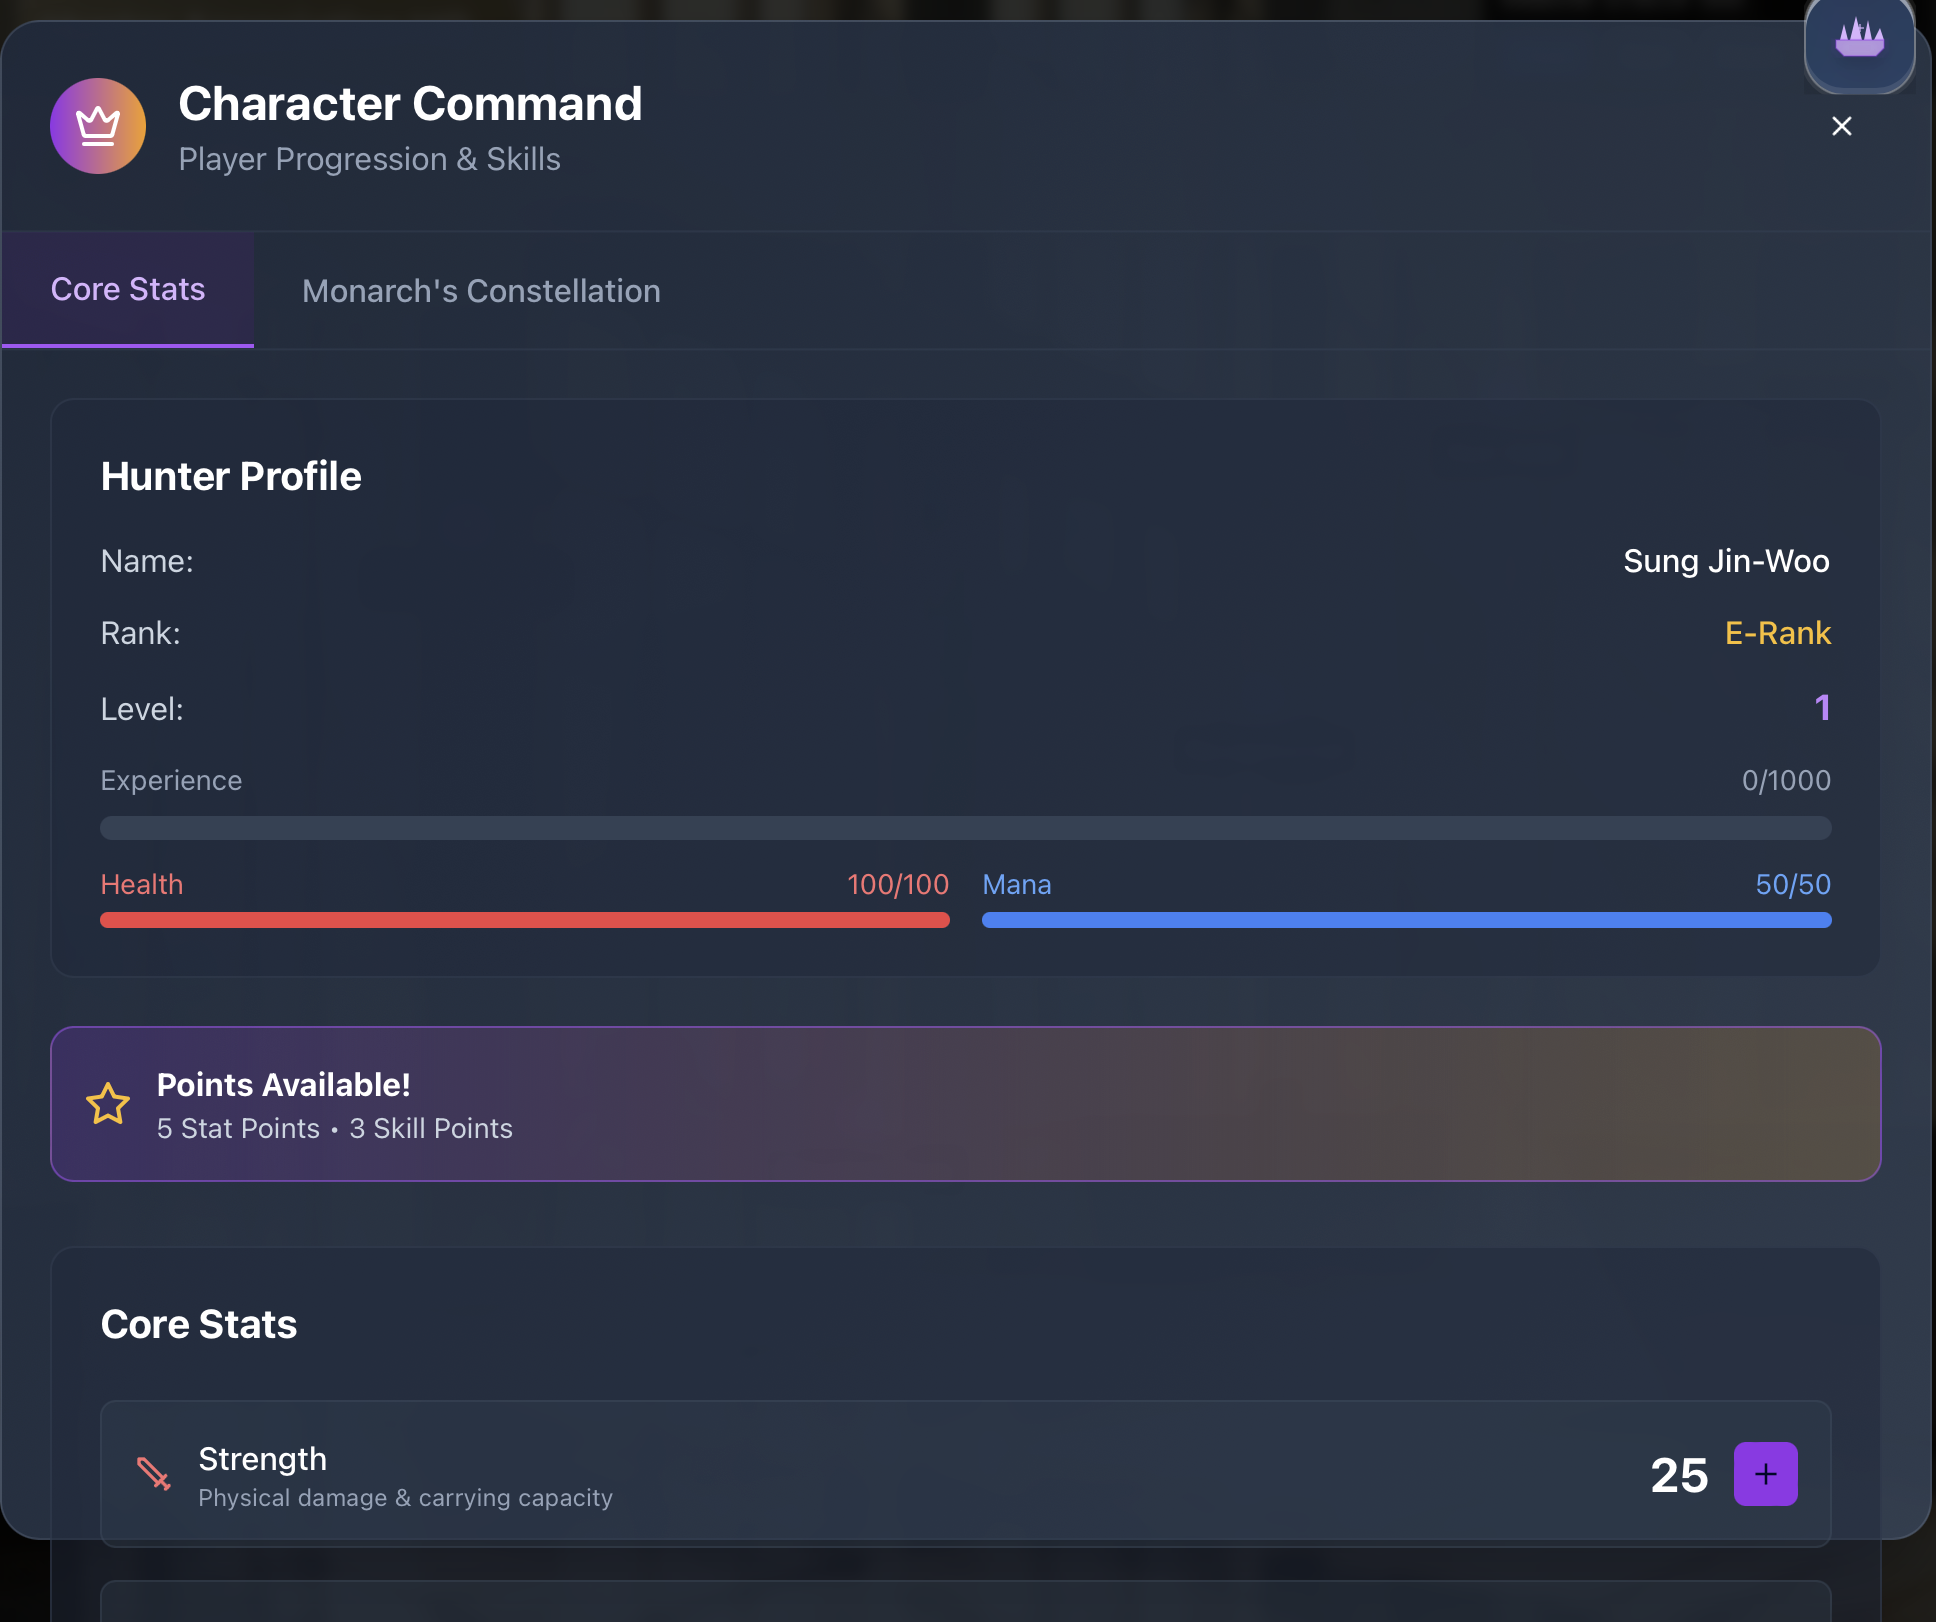 Character Command
Player Progression & Skills
Core Stats
Monarch's Constellation
Hunter Profile
Name:
Sung Jin-Woo
Rank:
E-Rank
Level:
1
Experience
0/1000
Health
100/100
Mana
50/50
Points Available!
5 Stat Points • 3 Skill Points
Core Stats
Strength
Physical damage & carrying capacity
25
+